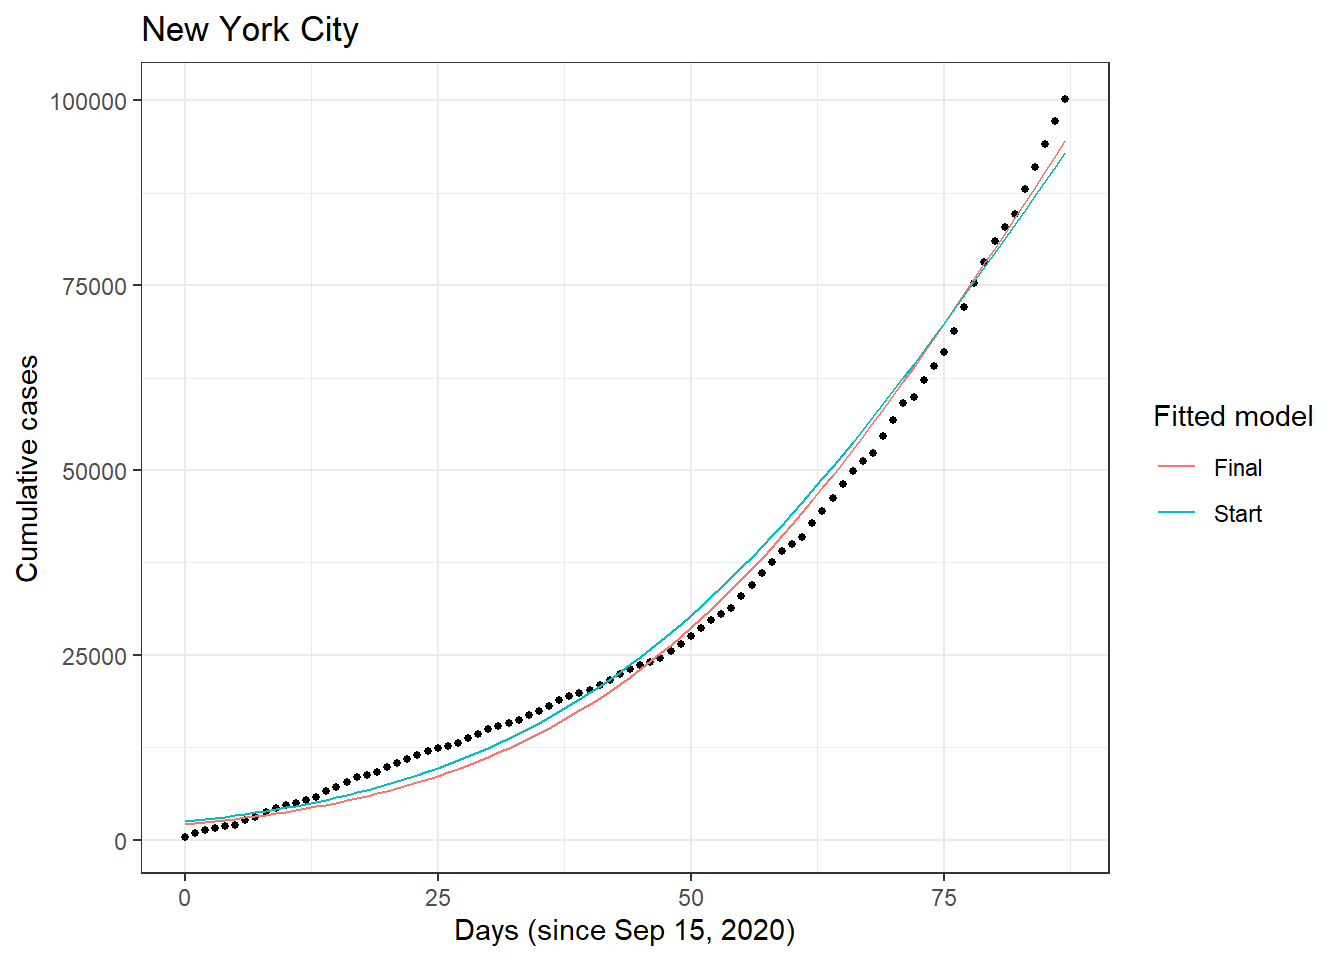 New York City
Cumulative cases
100000
75000
50000
25000
0
0 25 50 75
Days (since Sep 15, 2020)
Fitted model
Final
Start